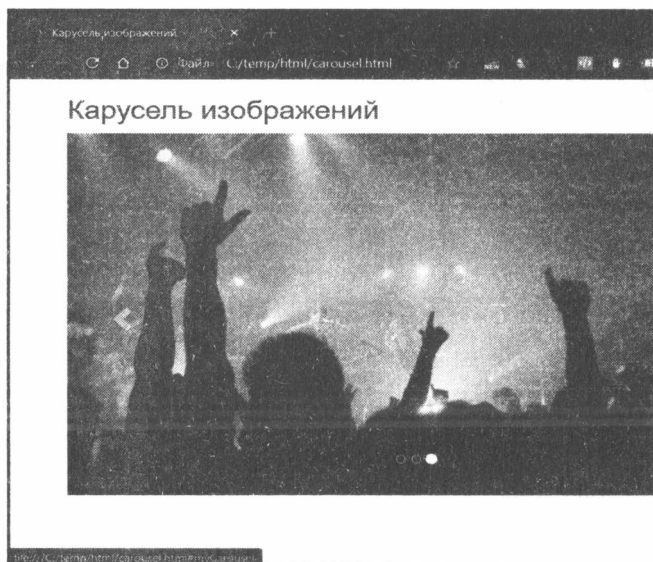 Карусель изображений
Файл C:/temp/html/carousel.html
NEW
Карусель изображений
file:///C:/temp/html/carousel.html#myCarousel